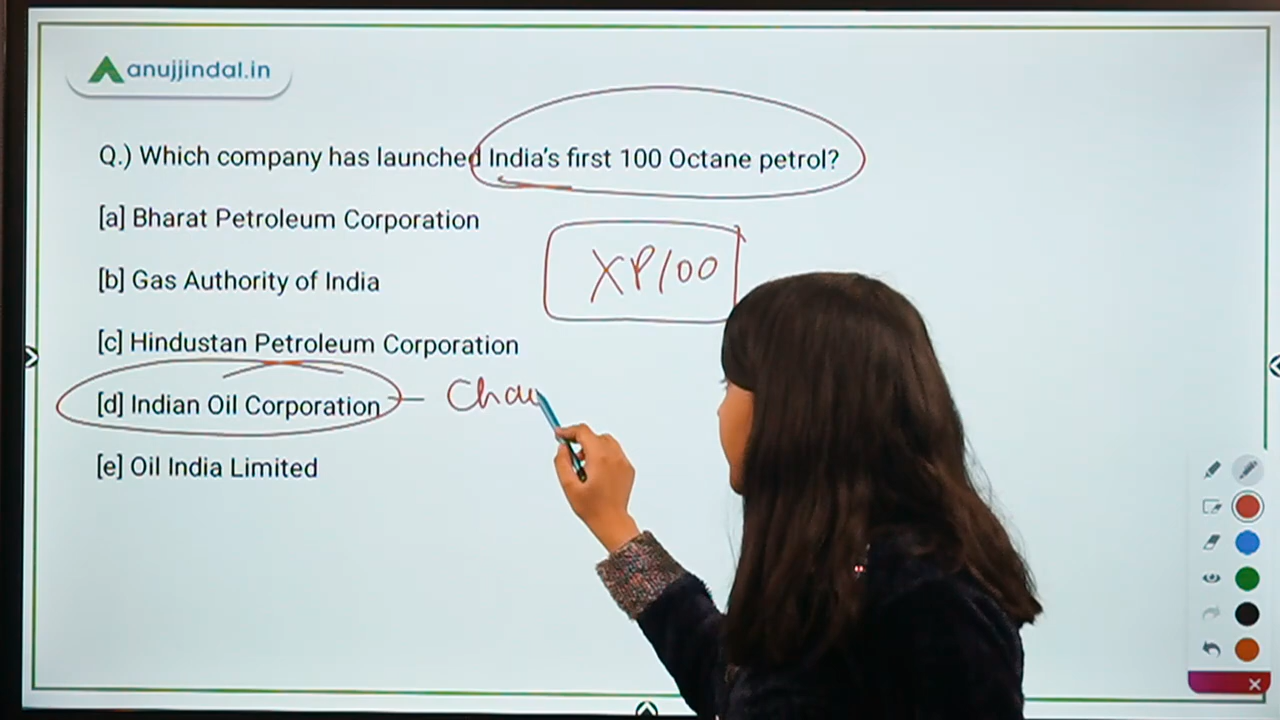 anujjindal.in
Q.) Which company has launched India's first 100 Octane petrol?
[a] Bharat Petroleum Corporation
[b] Gas Authority of India
XP100
[c] Hindustan Petroleum Corporation
[d] Indian Oil Corporation – Cha
[e] Oil India Limited